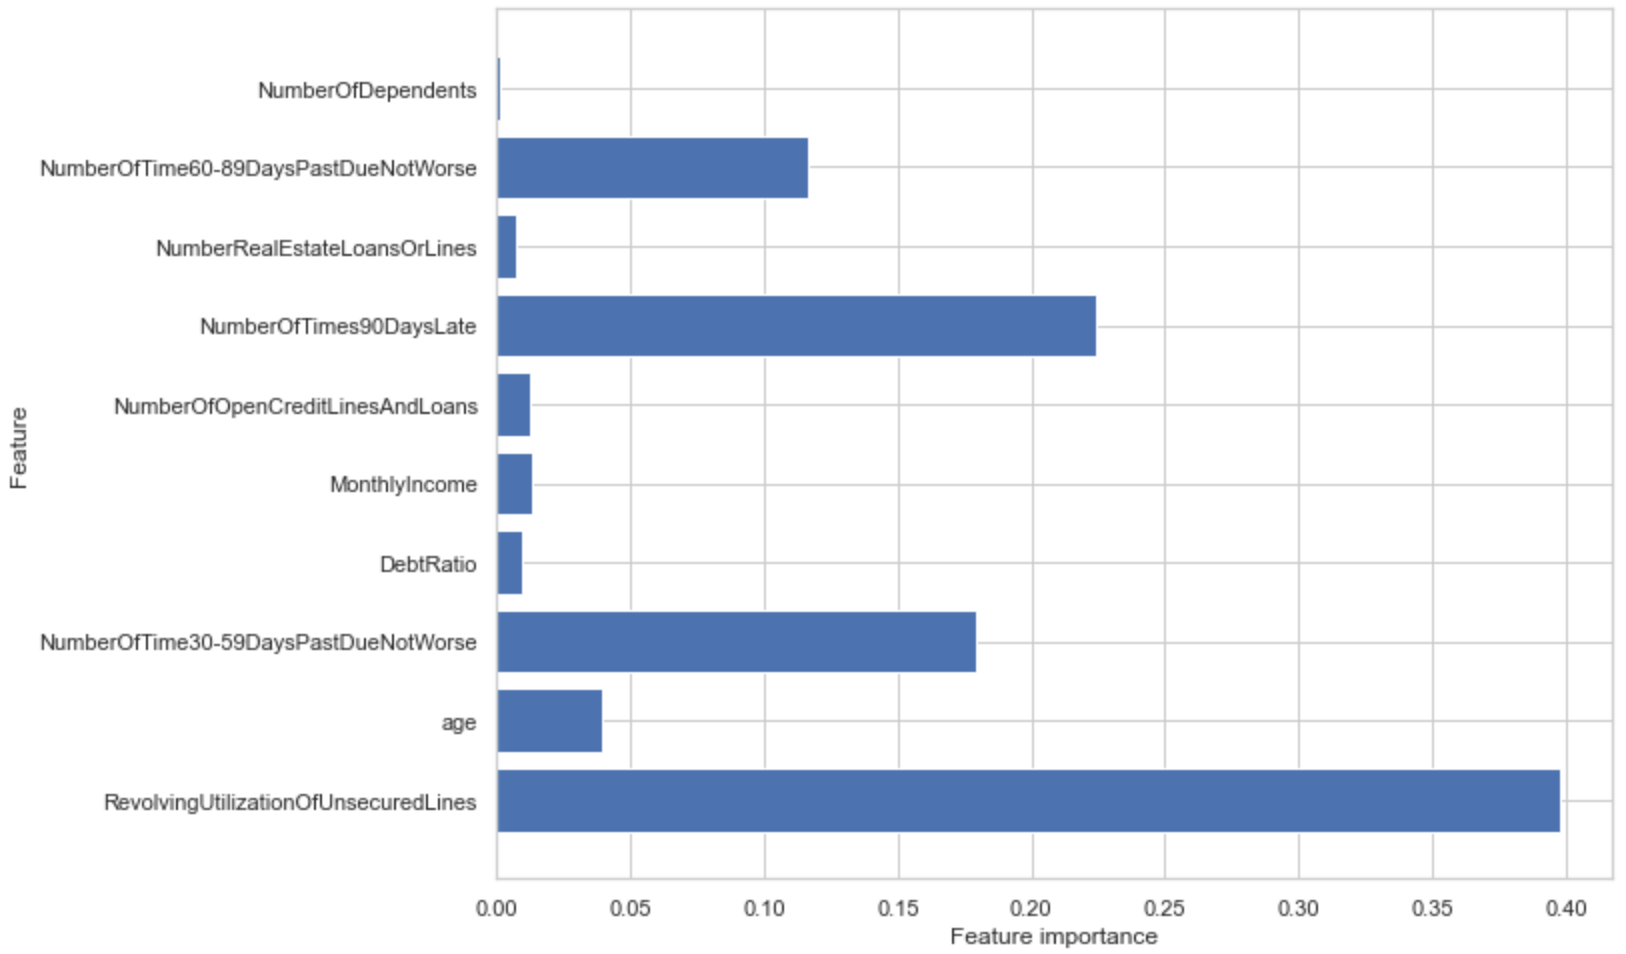 NumberOfDependents
NumberOfTime60-89DaysPastDueNotWorse
NumberRealEstateLoansOrLines
NumberOfTimes90DaysLate
NumberOfOpenCreditLinesAndLoans
MonthlyIncome
DebtRatio
NumberOfTime30-59DaysPastDueNotWorse
age
RevolvingUtilizationOfUnsecuredLines
Feature
0.00 0.05 0.10 0.15 0.20 0.25 0.30 0.35 0.40
Feature importance